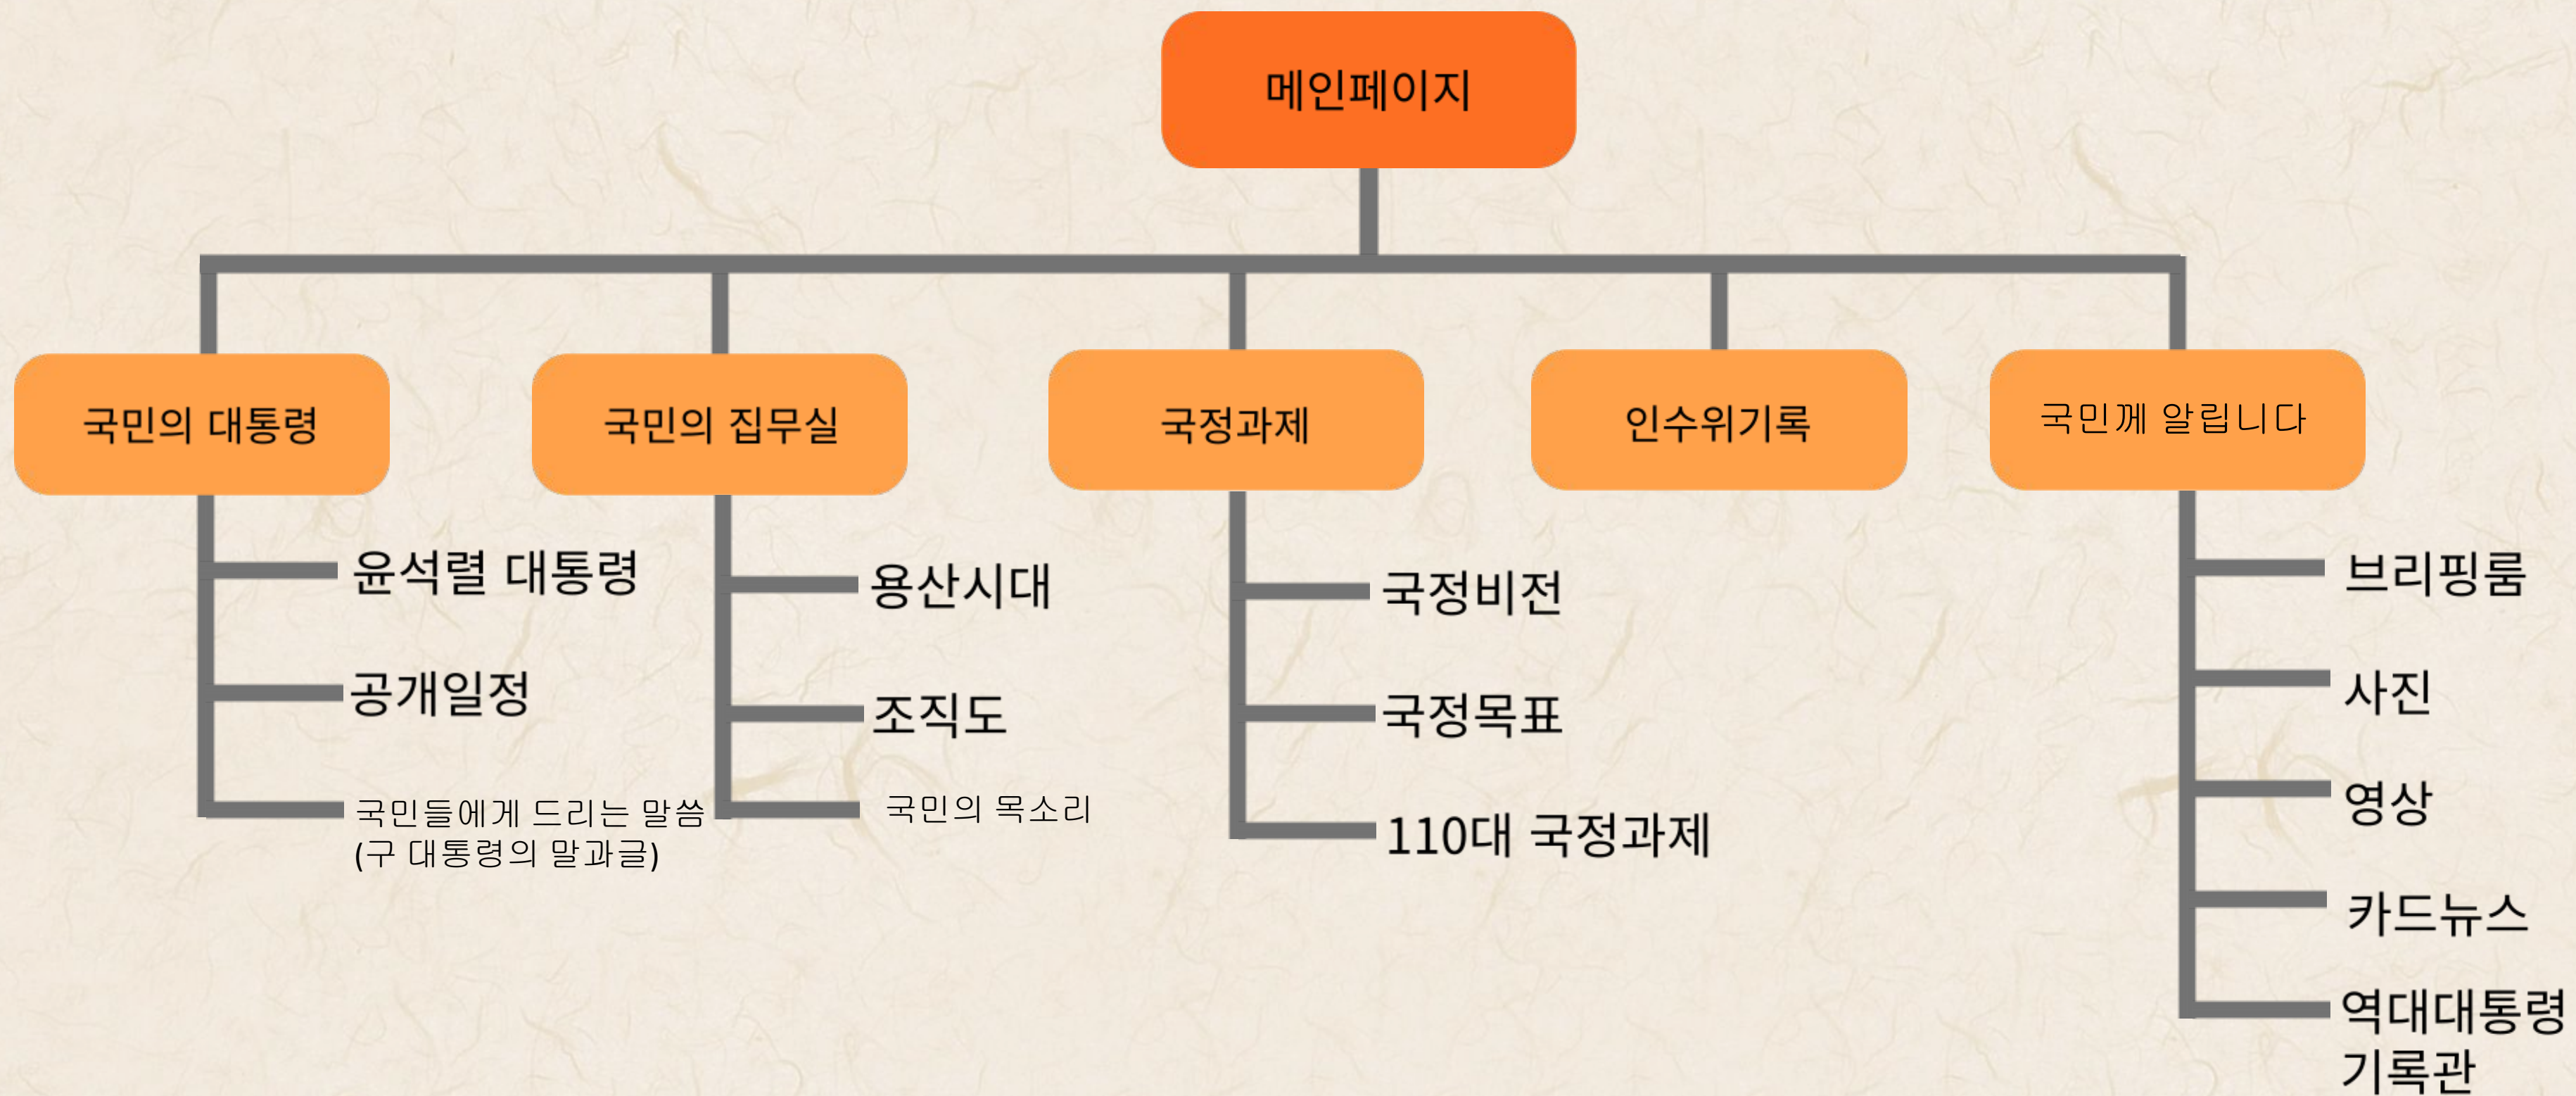 메인페이지
국민의 대통령
국민의 집무실
국정과제
인수위기록
국민께 알립니다
윤석렬 대통령
공개일정
국민들에게 드리는 말씀
(구 대통령의 말과글)
용산시대
조직도
국민의 목소리
국정비전
국정목표
110대 국정과제
브리핑룸
사진
영상
카드뉴스
역대대통령
기록관